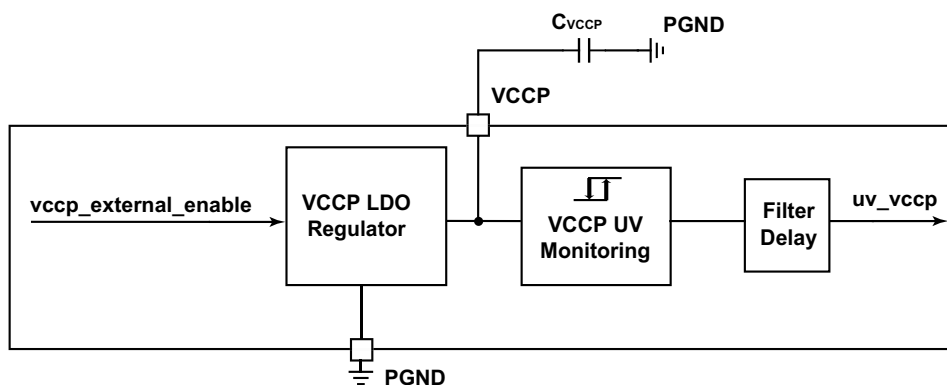 CVCCP
PGND
VCCP
vccp_external_enable
VCCP LDO
Regulator
VCCP UV
Monitoring
Filter
Delay
uv_vccp
PGND